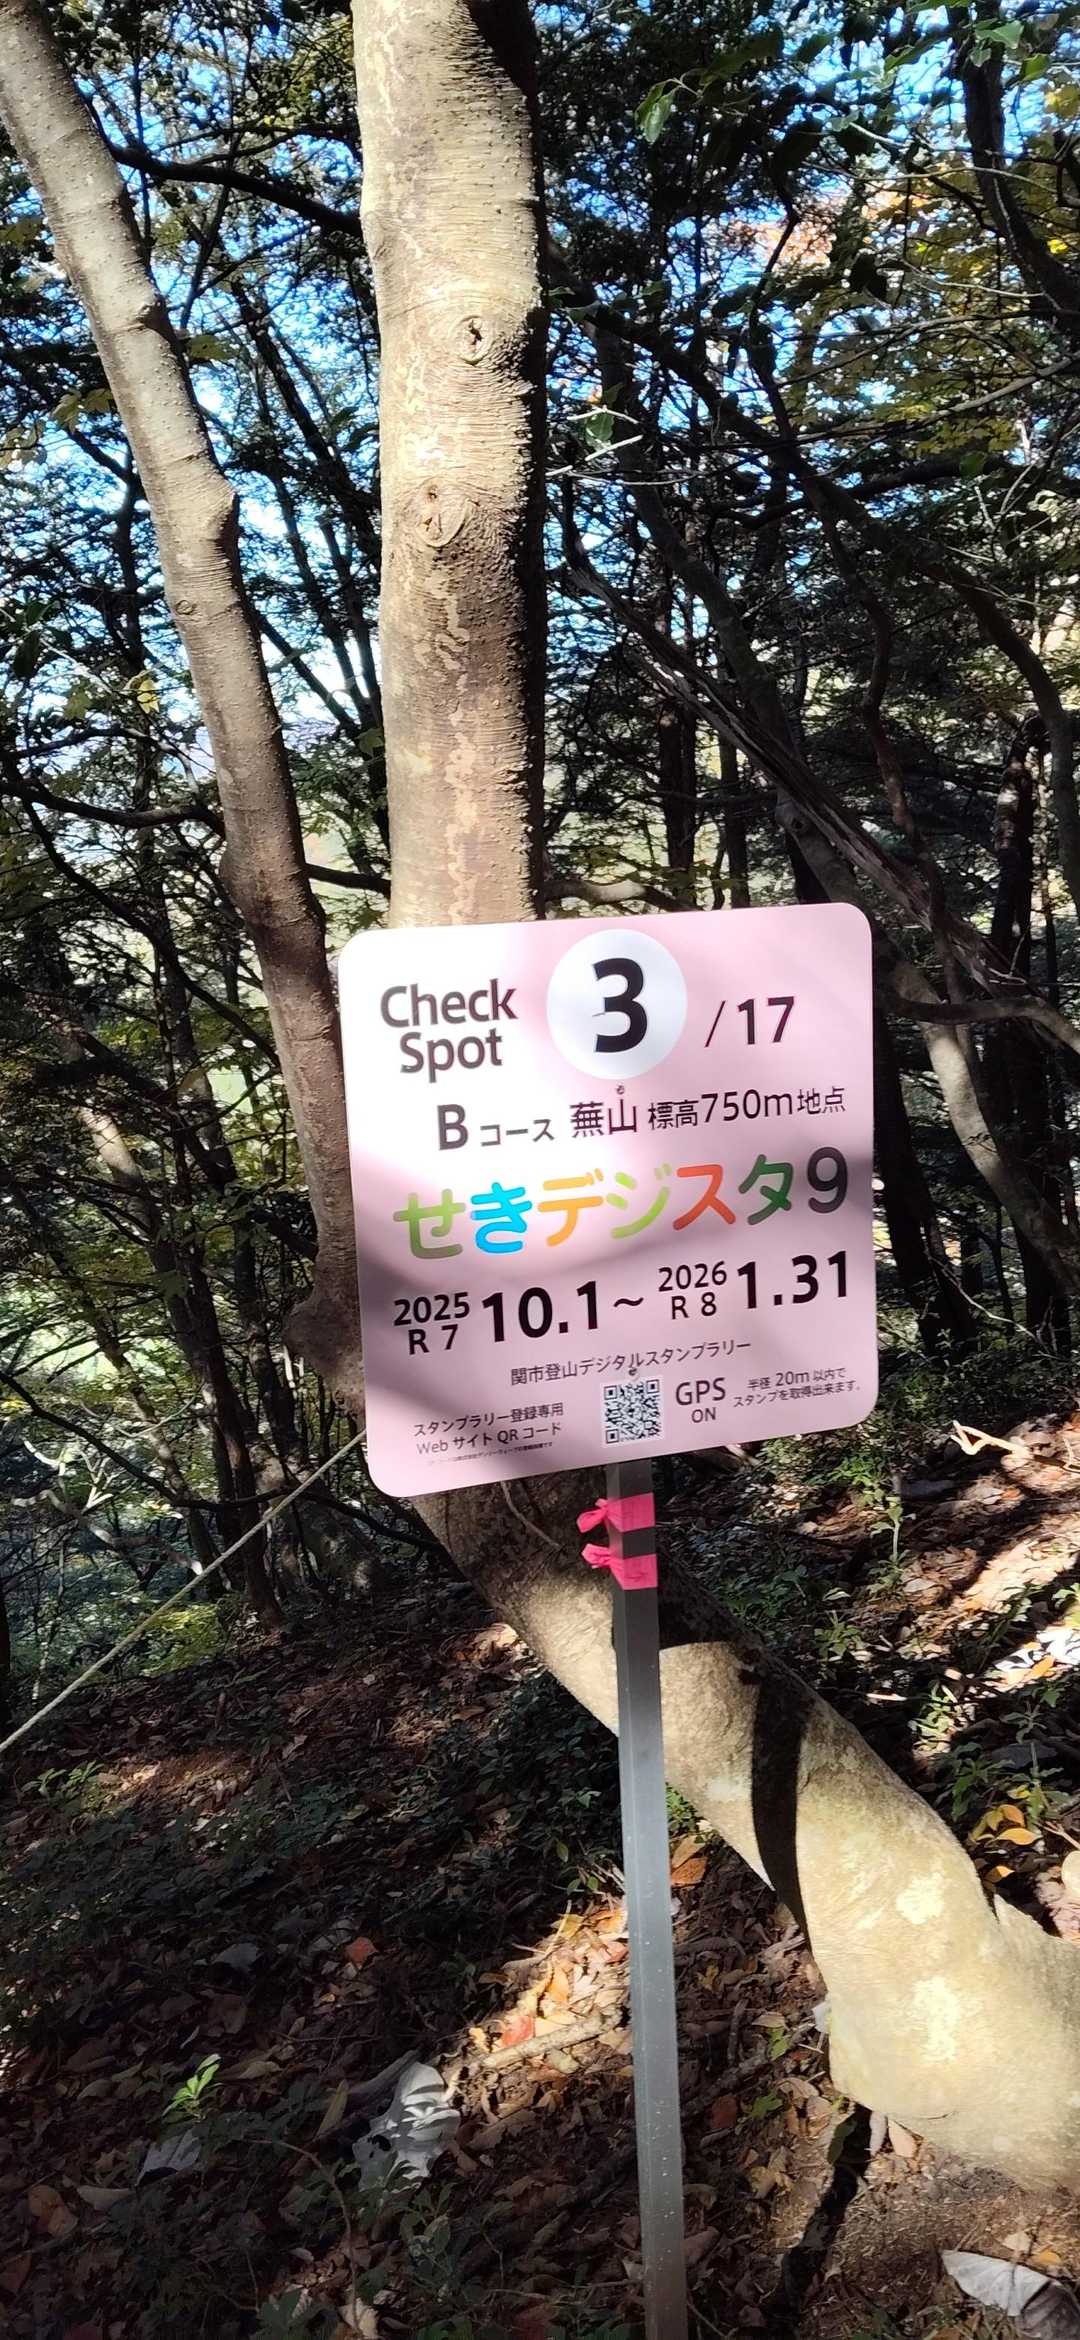 Check Spot 3 /17
Bコース 蕪山 標高750m地点
せきデジスタ9
2025 R7 10.1～2026 R8 1.31
関市登山デジタルスタンプラリー
スタンプラリー登録専用
WebサイトQRコード
GPS ON
半径20m以内で
スタンプを取得出来ます。